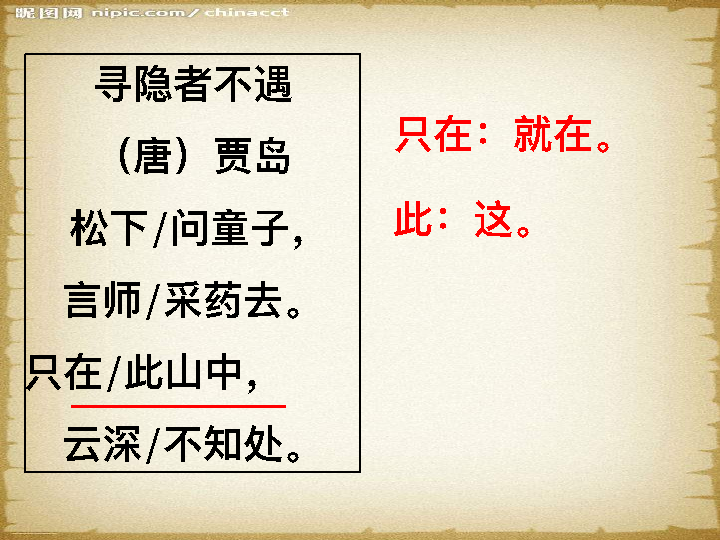 昵图网 nipic.com/chinacct
寻隐者不遇
（唐）贾岛
松下/问童子，
言师/采药去。
只在/此山中，
云深/不知处。
只在：就在。
此：这。